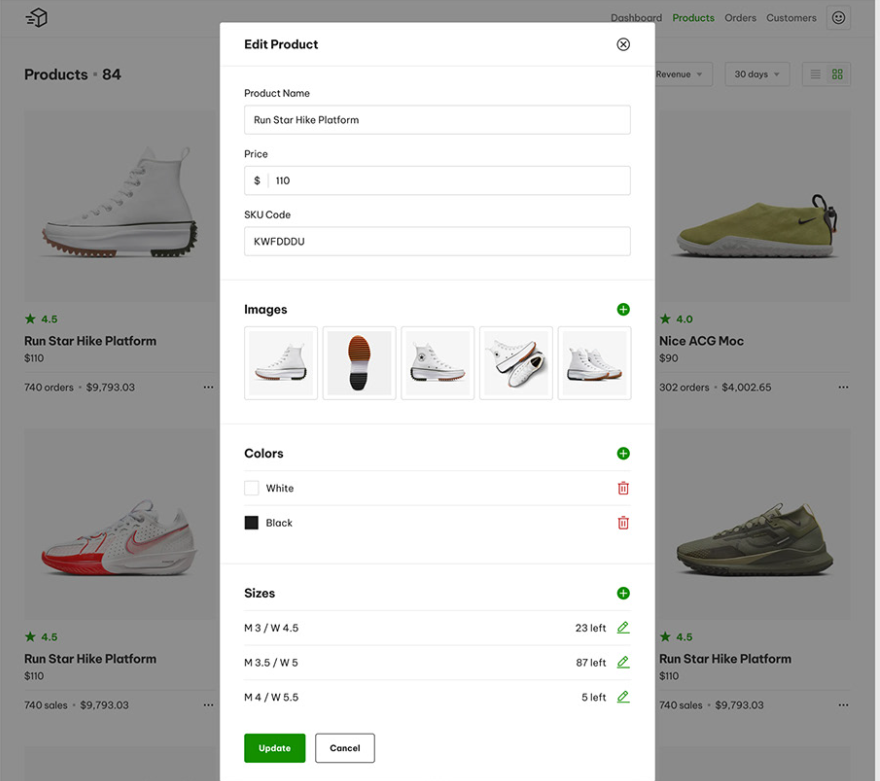 Dashboard Products Orders Customers
Products • 84
Revenue 30 days
Edit Product
Product Name
Run Star Hike Platform
Price
$ 110
SKU Code
KWFDDDU
Images
Colors
White
Black
Sizes
M 3 / W 4.5 23 left
M 3.5 / W 5 87 left
M 4 / W 5.5 5 left
Update Cancel
4.5
Run Star Hike Platform
$110
740 orders • $9,793.03
4.0
Nice ACG Moc
$90
302 orders • $4,002.65
4.5
Run Star Hike Platform
$110
740 sales • $9,793.03
4.5
Run Star Hike Platform
$110
740 sales • $9,793.03